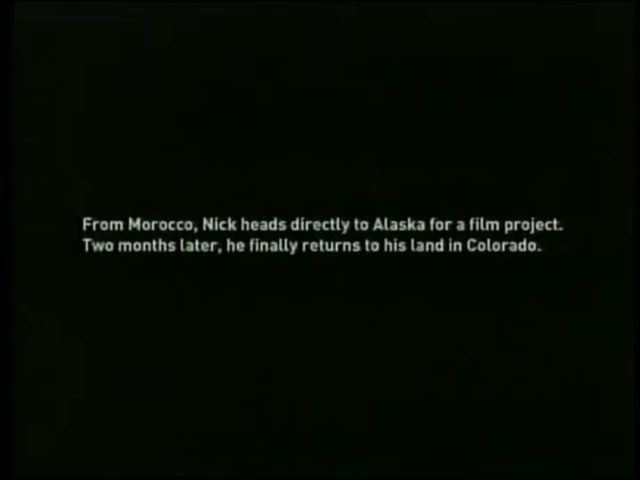 From Morocco, Nick heads directly to Alaska for a film project.
Two months later, he finally returns to his land in Colorado.